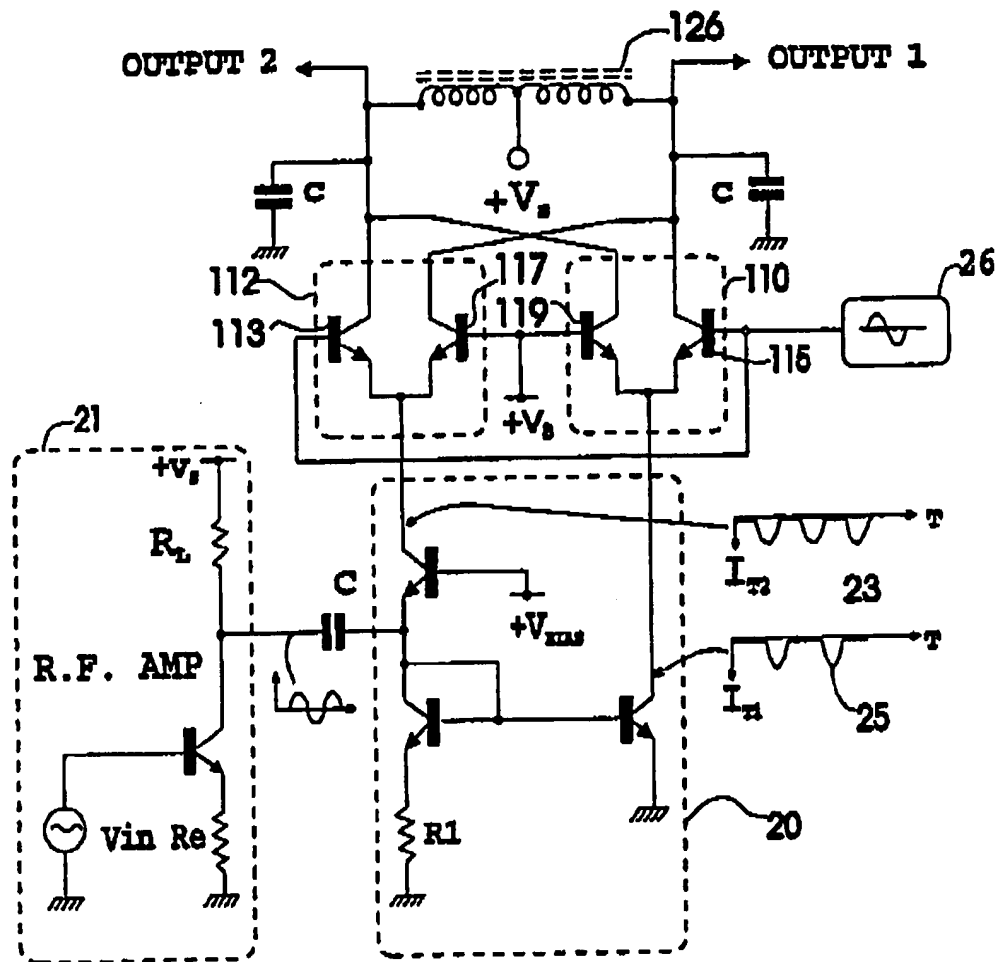 126
OUTPUT 2
OUTPUT 1
C
+Vs
C
112
117
110
26
113
119
115
+VB
21
+Vs
RL
C
+VBIAS
T
IT2
23
R.F. AMP
T
IT1
25
Vin Re
R1
20